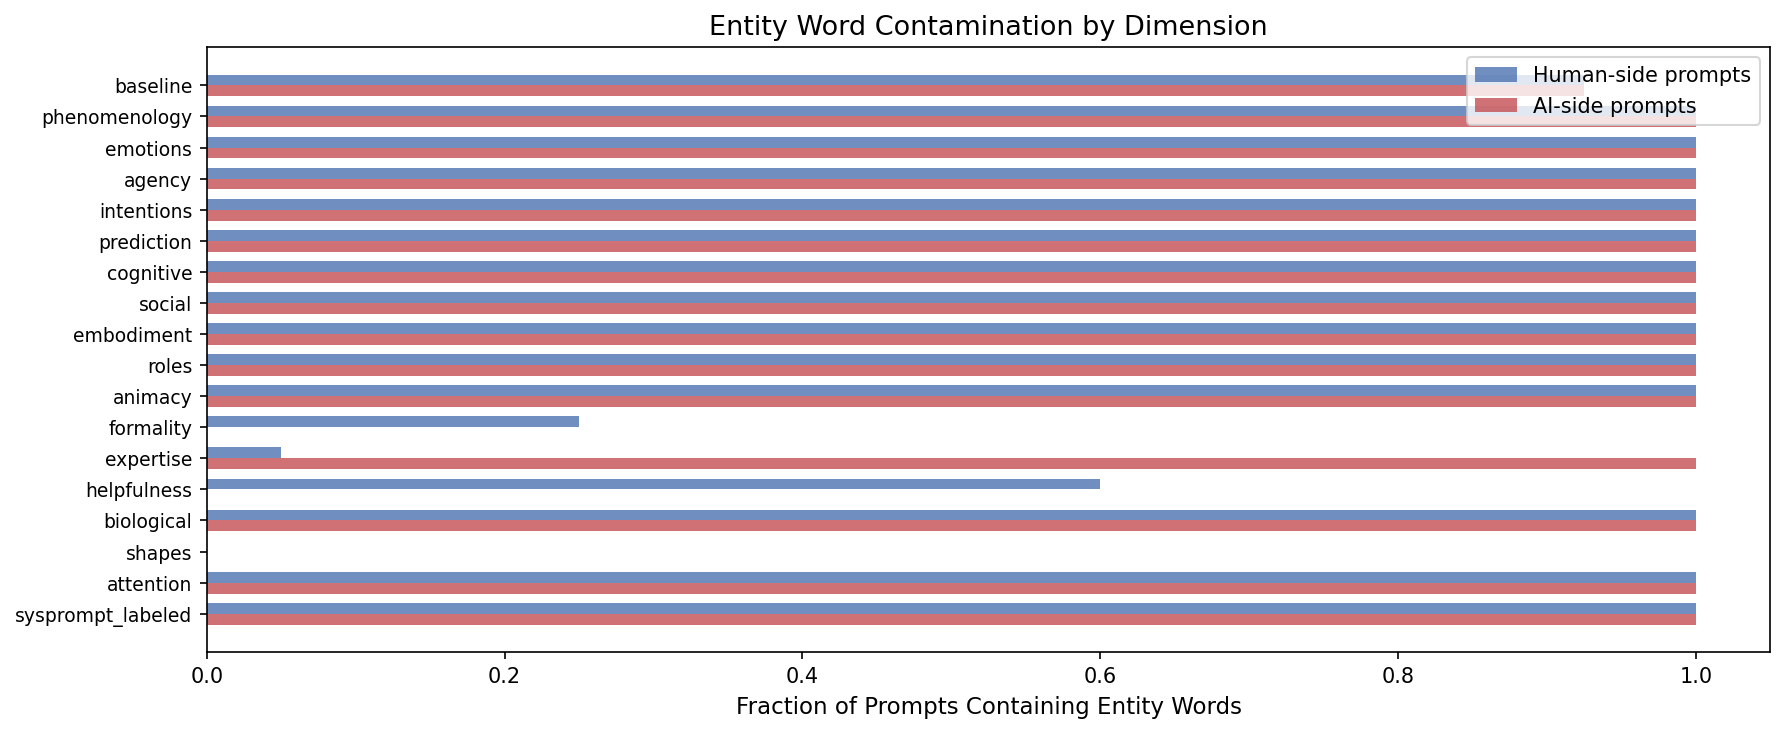 Entity Word Contamination by Dimension
Human-side prompts
AI-side prompts
baseline
phenomenology
emotions
agency
intentions
prediction
cognitive
social
embodiment
roles
animacy
formality
expertise
helpfulness
biological
shapes
attention
sysprompt_labeled
0.0 0.2 0.4 0.6 0.8 1.0
Fraction of Prompts Containing Entity Words